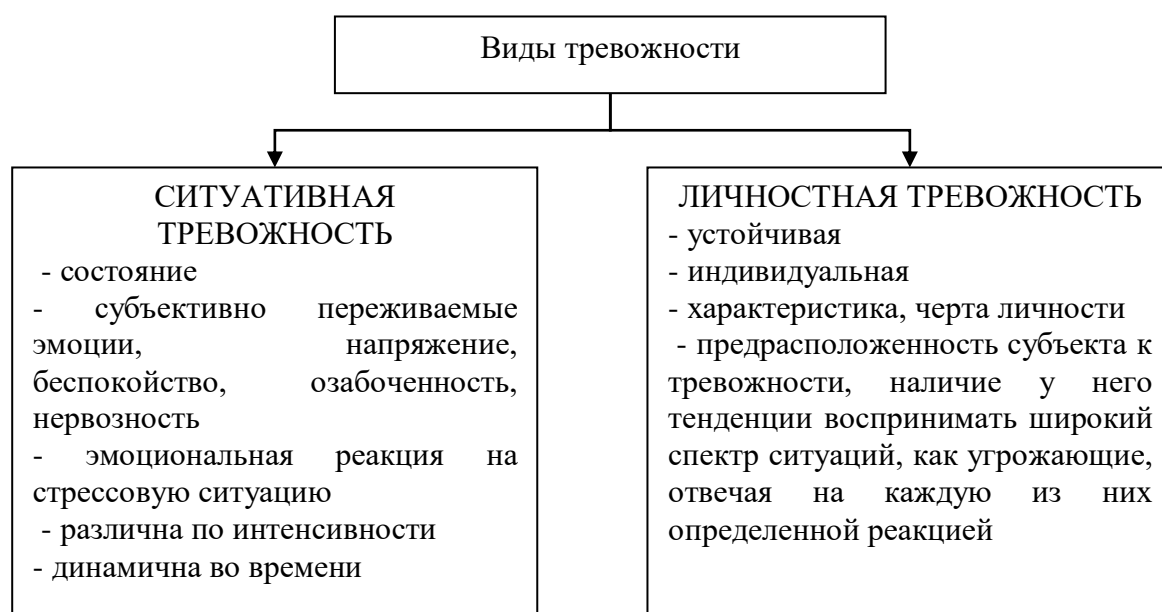 Виды тревожности
СИТУАТИВНАЯ
ТРЕВОЖНОСТЬ
- состояние
- субъективно переживаемые
эмоции, напряжение,
беспокойство, озабоченность,
нервозность
- эмоциональная реакция на
стрессовую ситуацию
- различна по интенсивности
- динамична во времени
ЛИЧНОСТНАЯ ТРЕВОЖНОСТЬ
- устойчивая
- индивидуальная
- характеристика, черта личности
- предрасположенность субъекта к
тревожности, наличие у него
тенденции воспринимать широкий
спектр ситуаций, как угрожающие,
отвечая на каждую из них
определенной реакцией